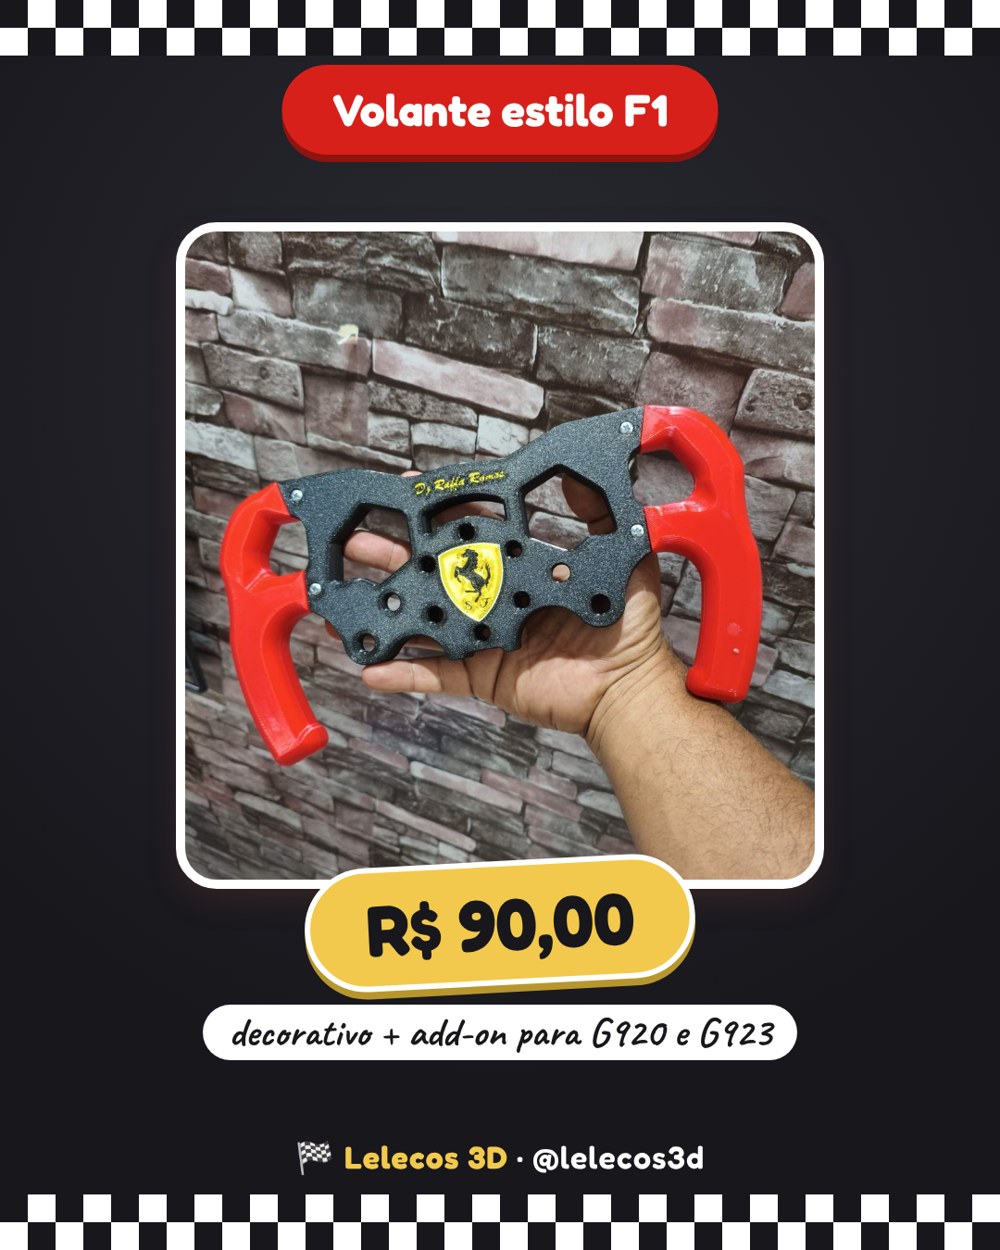 Volante estilo F1
Dj Raffa Ramos
S F
R$ 90,00
decorativo + add-on para G920 e G923
Lelecos 3D · @lelecos3d